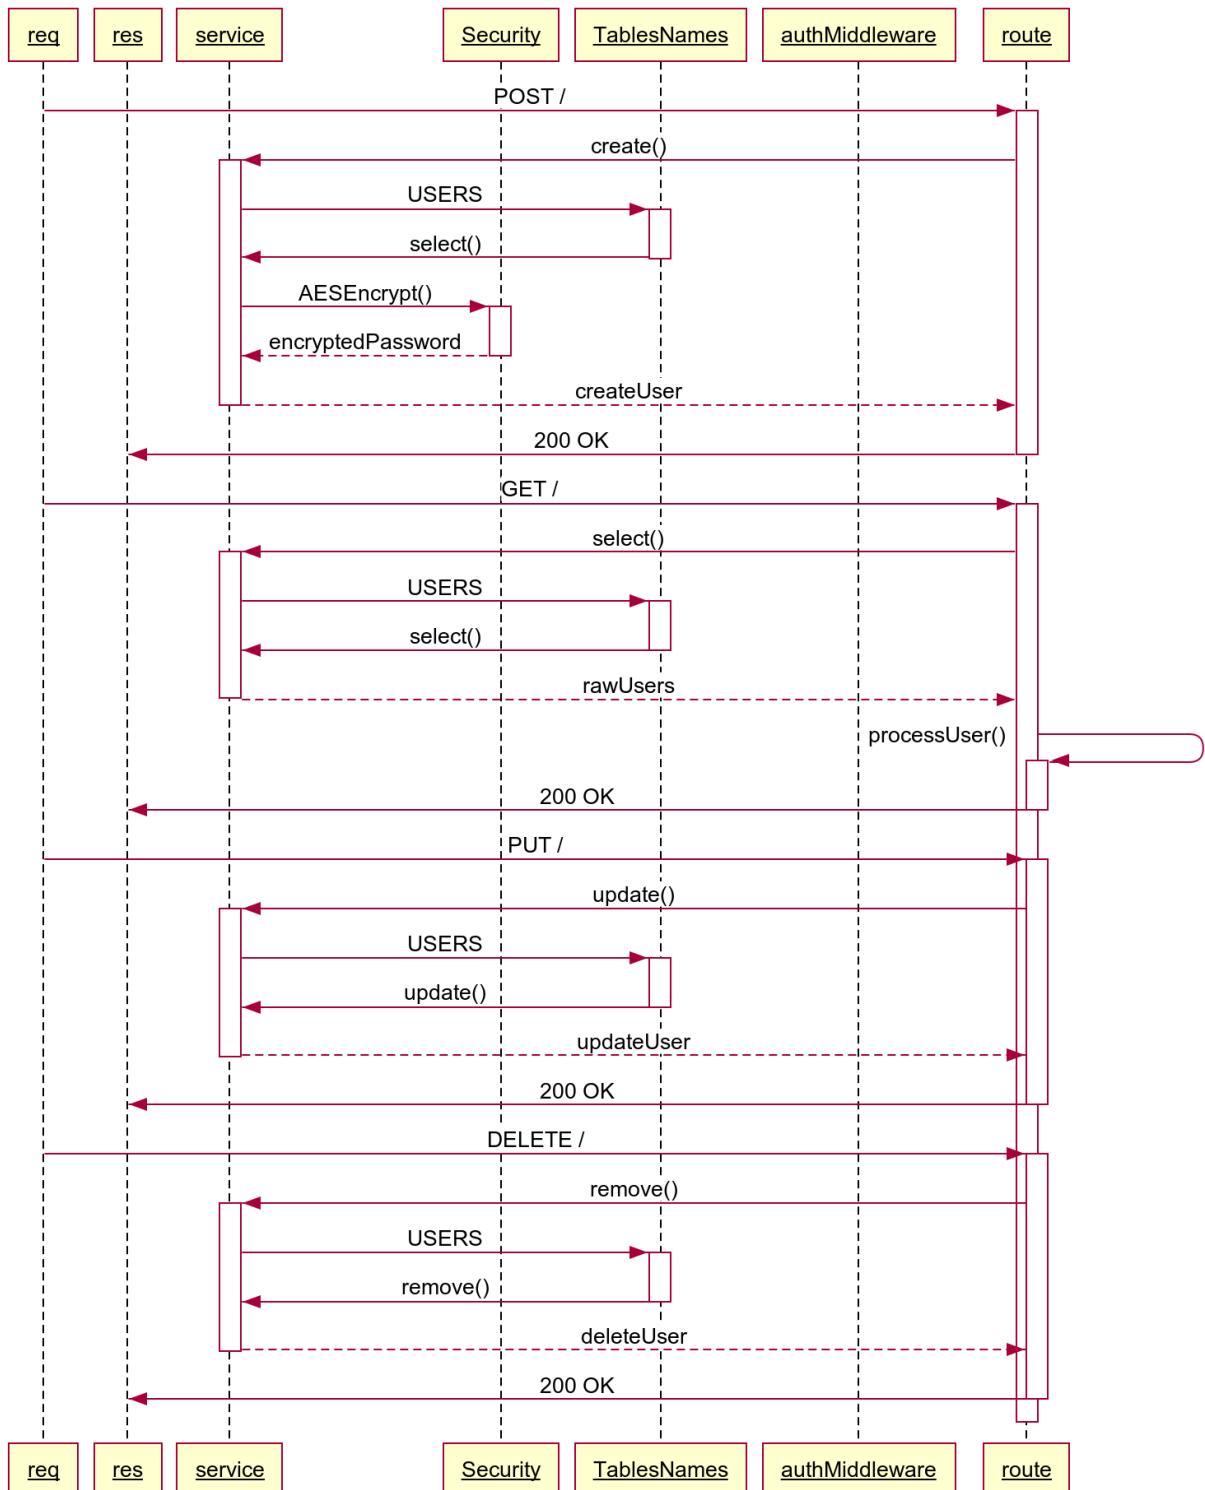 req res service Security TablesNames authMiddleware route
POST /
create()
USERS
select()
AESEncrypt()
encryptedPassword
createUser
200 OK
GET /
select()
USERS
select()
rawUsers
processUser()
200 OK
PUT /
update()
USERS
update()
updateUser
200 OK
DELETE /
remove()
USERS
remove()
deleteUser
200 OK
req res service Security TablesNames authMiddleware route